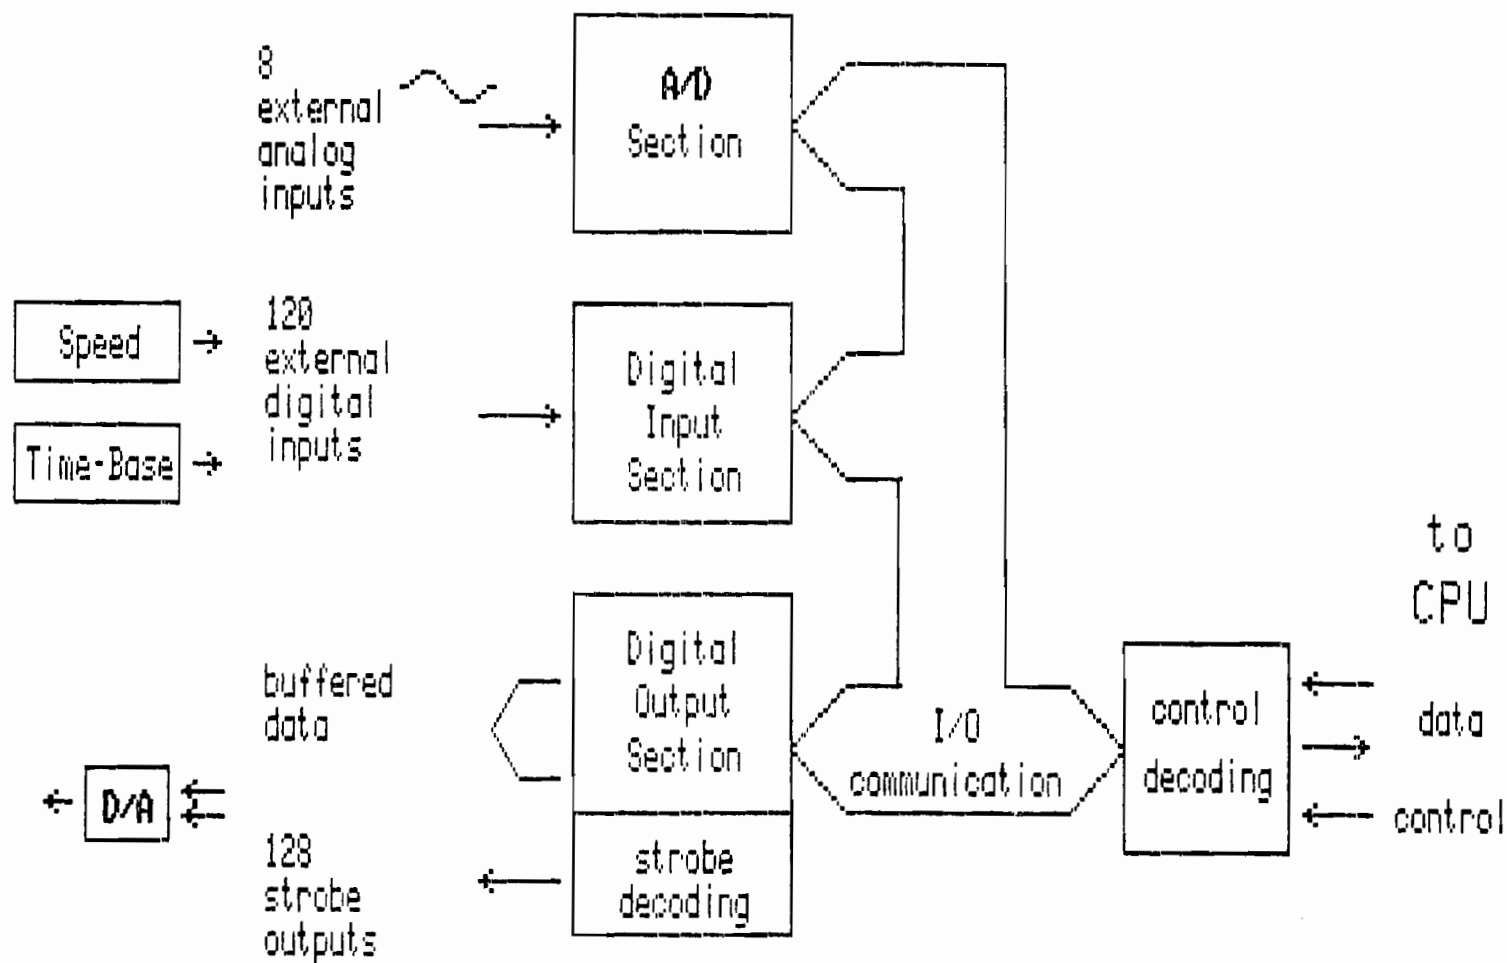 8
external
analog
inputs
A/D
Section
Speed
Time-Base
120
external
digital
inputs
Digital
Input
Section
buffered
data
D/A
128
strobe
outputs
Digital
Output
Section
strobe
decoding
I/O
communication
control
decoding
to
CPU
data
control